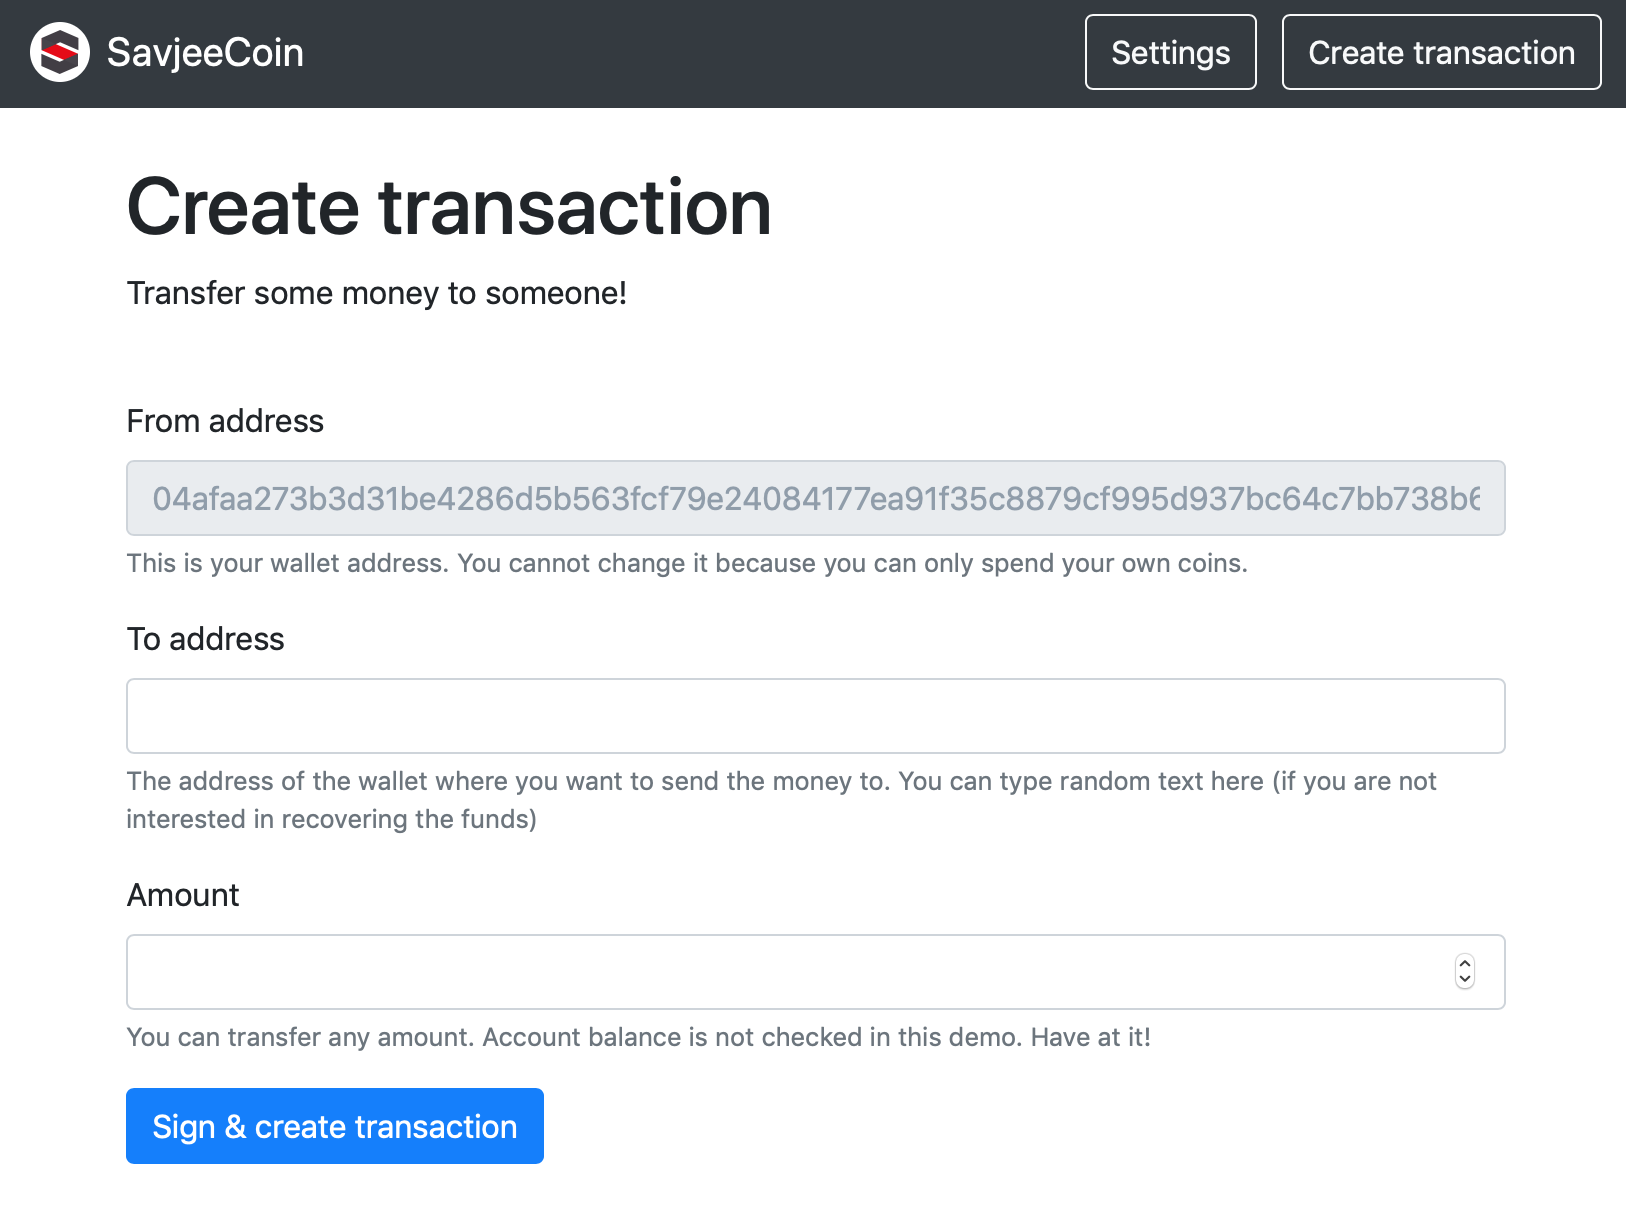 SavjeeCoin
Settings
Create transaction
Create transaction
Transfer some money to someone!
From address
04afaa273b3d31be4286d5b563fcf79e24084177ea91f35c8879cf995d937bc64c7bb738b6
This is your wallet address. You cannot change it because you can only spend your own coins.
To address
The address of the wallet where you want to send the money to. You can type random text here (if you are not
interested in recovering the funds)
Amount
You can transfer any amount. Account balance is not checked in this demo. Have at it!
Sign & create transaction